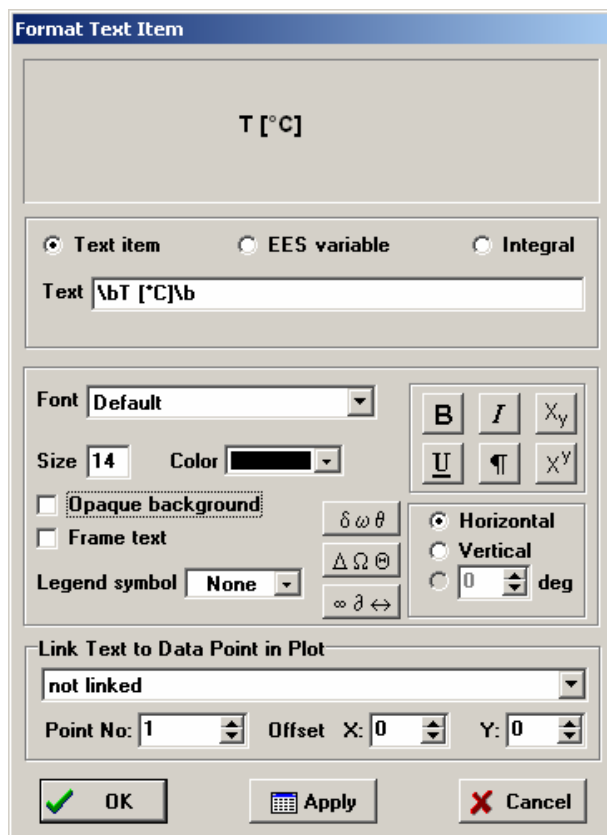 Format Text Item
T [°C]
Text item EES variable Integral
Text \bT [°C]\b
Font Default
B I Xy
Size 14 Color
U ¶ Xʸ
Opaque background
δ ω θ Horizontal
Frame text
Δ Ω Θ Vertical
Legend symbol None
∞ ∂ ↔ 0 deg
Link Text to Data Point in Plot
not linked
Point No: 1 Offset X: 0 Y: 0
OK Apply Cancel